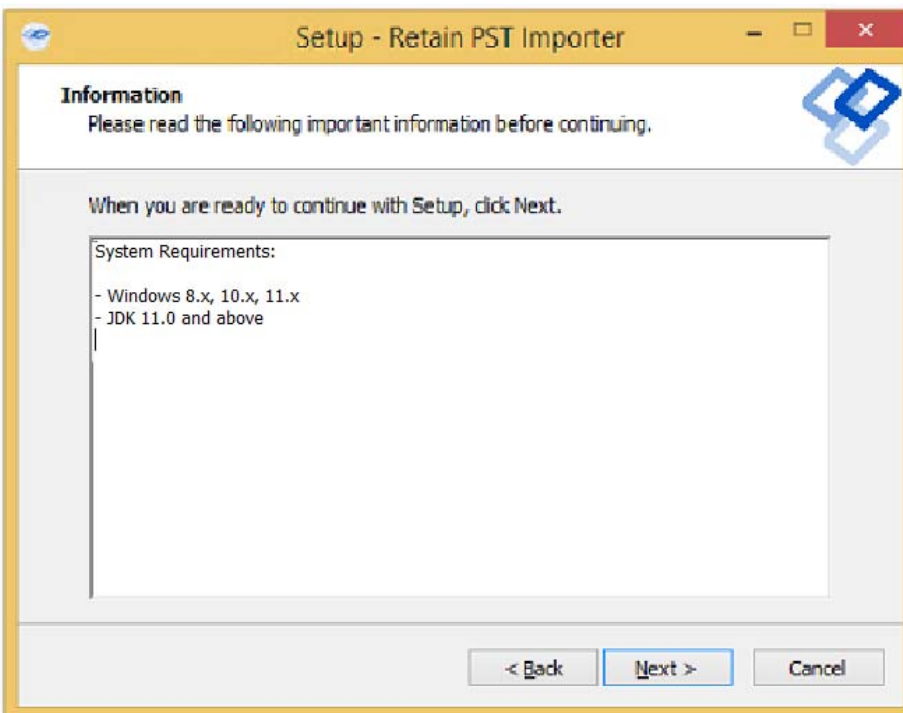 Setup - Retain PST Importer
Information
Please read the following important information before continuing.
When you are ready to continue with Setup, click Next.
System Requirements:
- Windows 8.x, 10.x, 11.x
- JDK 11.0 and above
< Back Next > Cancel